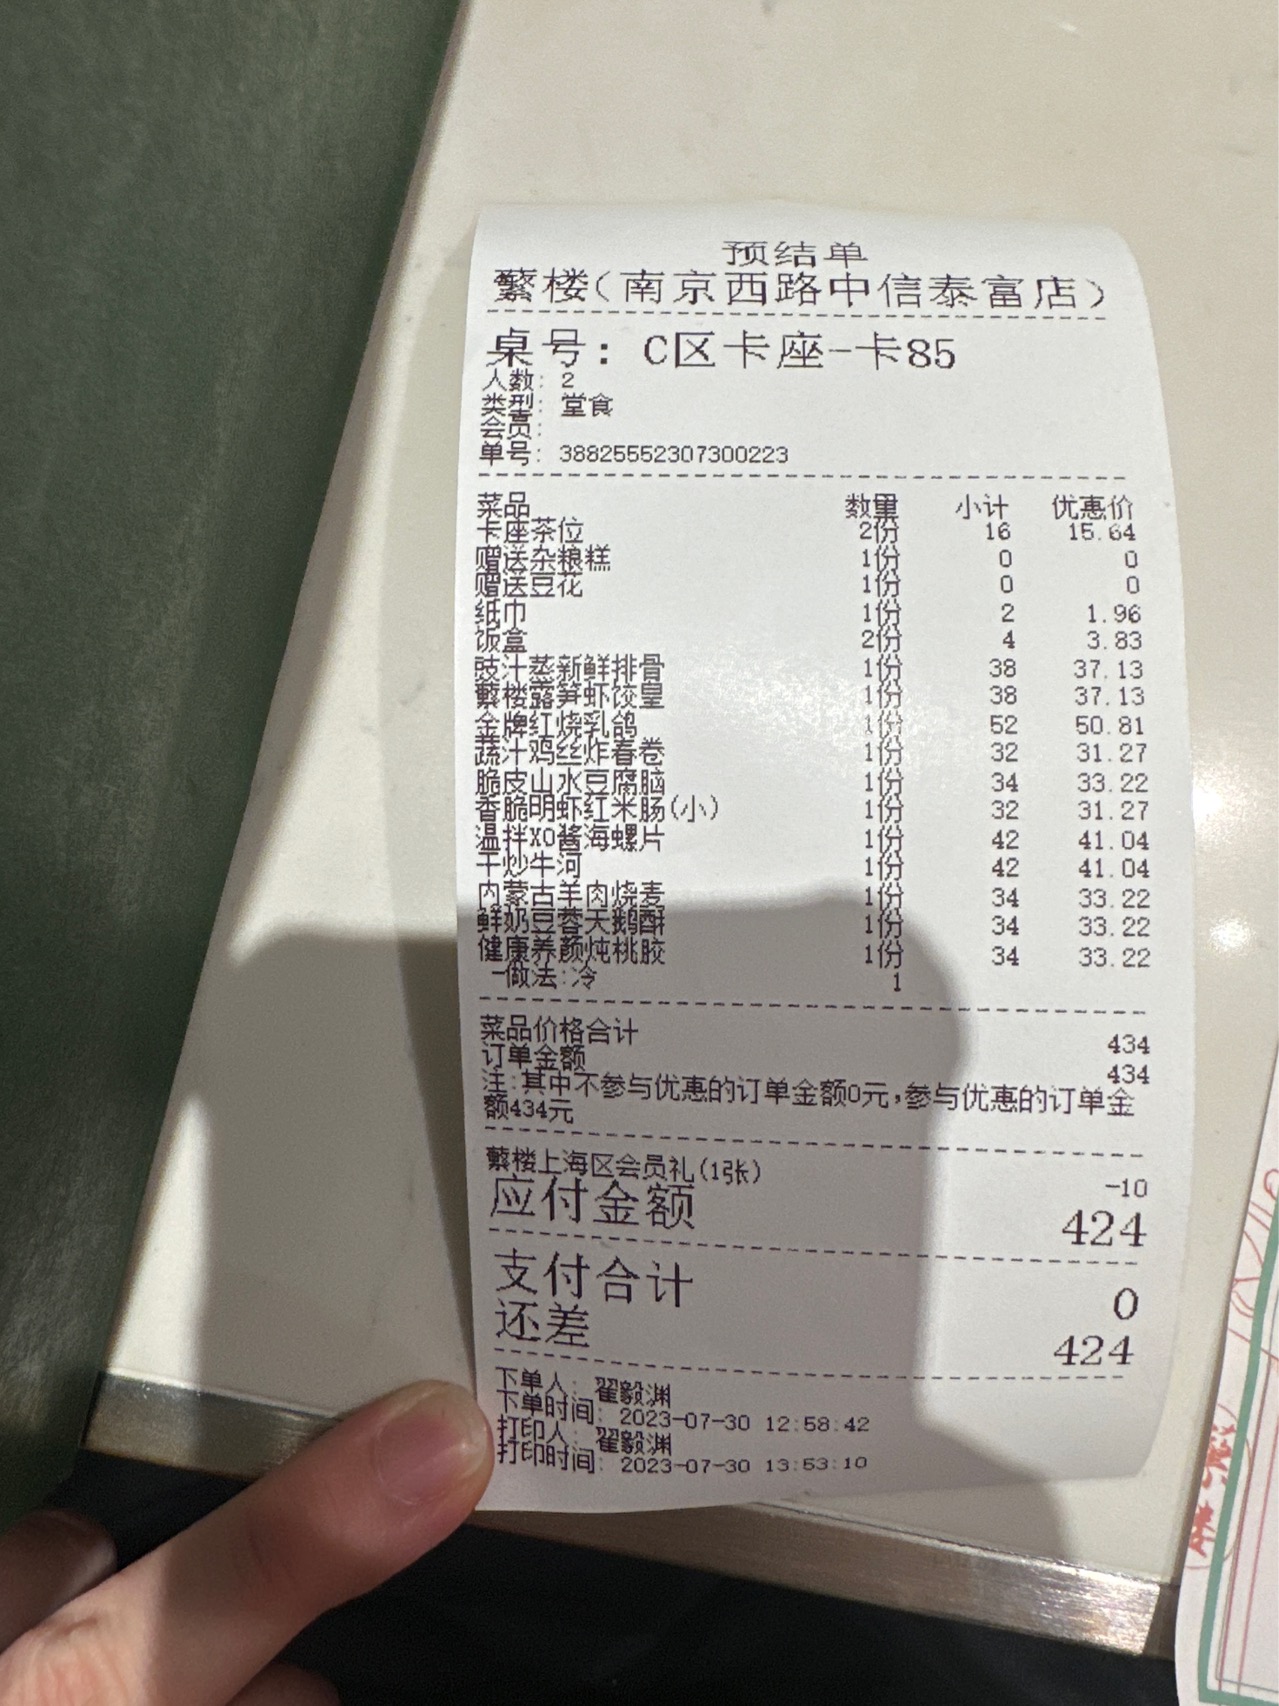 预结单
蘩楼(南京西路中信泰富店)
桌号: C区卡座-卡85
人数: 2
类型: 堂食
会员:
单号: 38825552307300223
菜品 数量 小计 优惠价
卡座茶位 2份 16 15.64
赠送杂粮糕 1份 0 0
赠送豆花 1份 0 0
纸巾 1份 2 1.96
饭盒 2份 4 3.83
豉汁蒸新鲜排骨 1份 38 37.13
蘩楼露笋虾饺皇 1份 38 37.13
金牌红烧乳鸽 1份 52 50.81
蔬汁鸡丝炸春卷 1份 32 31.27
脆皮山水豆腐脑 1份 34 33.22
香脆明虾红米肠(小) 1份 32 31.27
温拌XO酱海螺片 1份 42 41.04
干炒牛河 1份 42 41.04
内蒙古羊肉烧麦 1份 34 33.22
鲜奶豆蓉天鹅酥 1份 34 33.22
健康养颜炖桃胶 1份 34 33.22
-做法:冷 1
菜品价格合计 434
订单金额 434
注:其中不参与优惠的订单金额0元,参与优惠的订单金
额434元
蘩楼上海区会员礼(1张) -10
应付金额 424
支付合计 0
还差 424
下单人: 翟毅渊
下单时间: 2023-07-30 12:58:42
打印人: 翟毅渊
打印时间: 2023-07-30 13:53:10